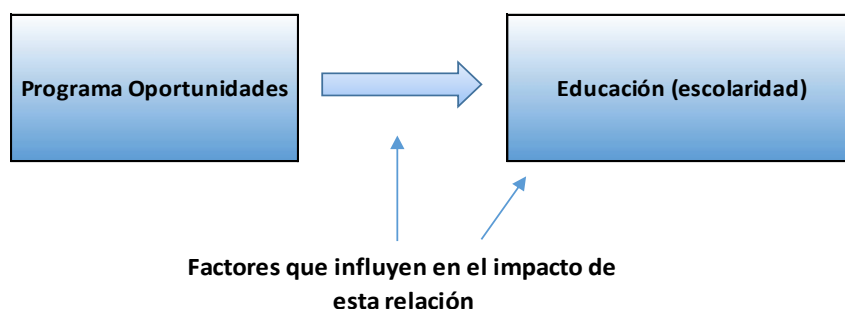 Programa Oportunidades
Educación (escolaridad)
Factores que influyen en el impacto de
esta relación